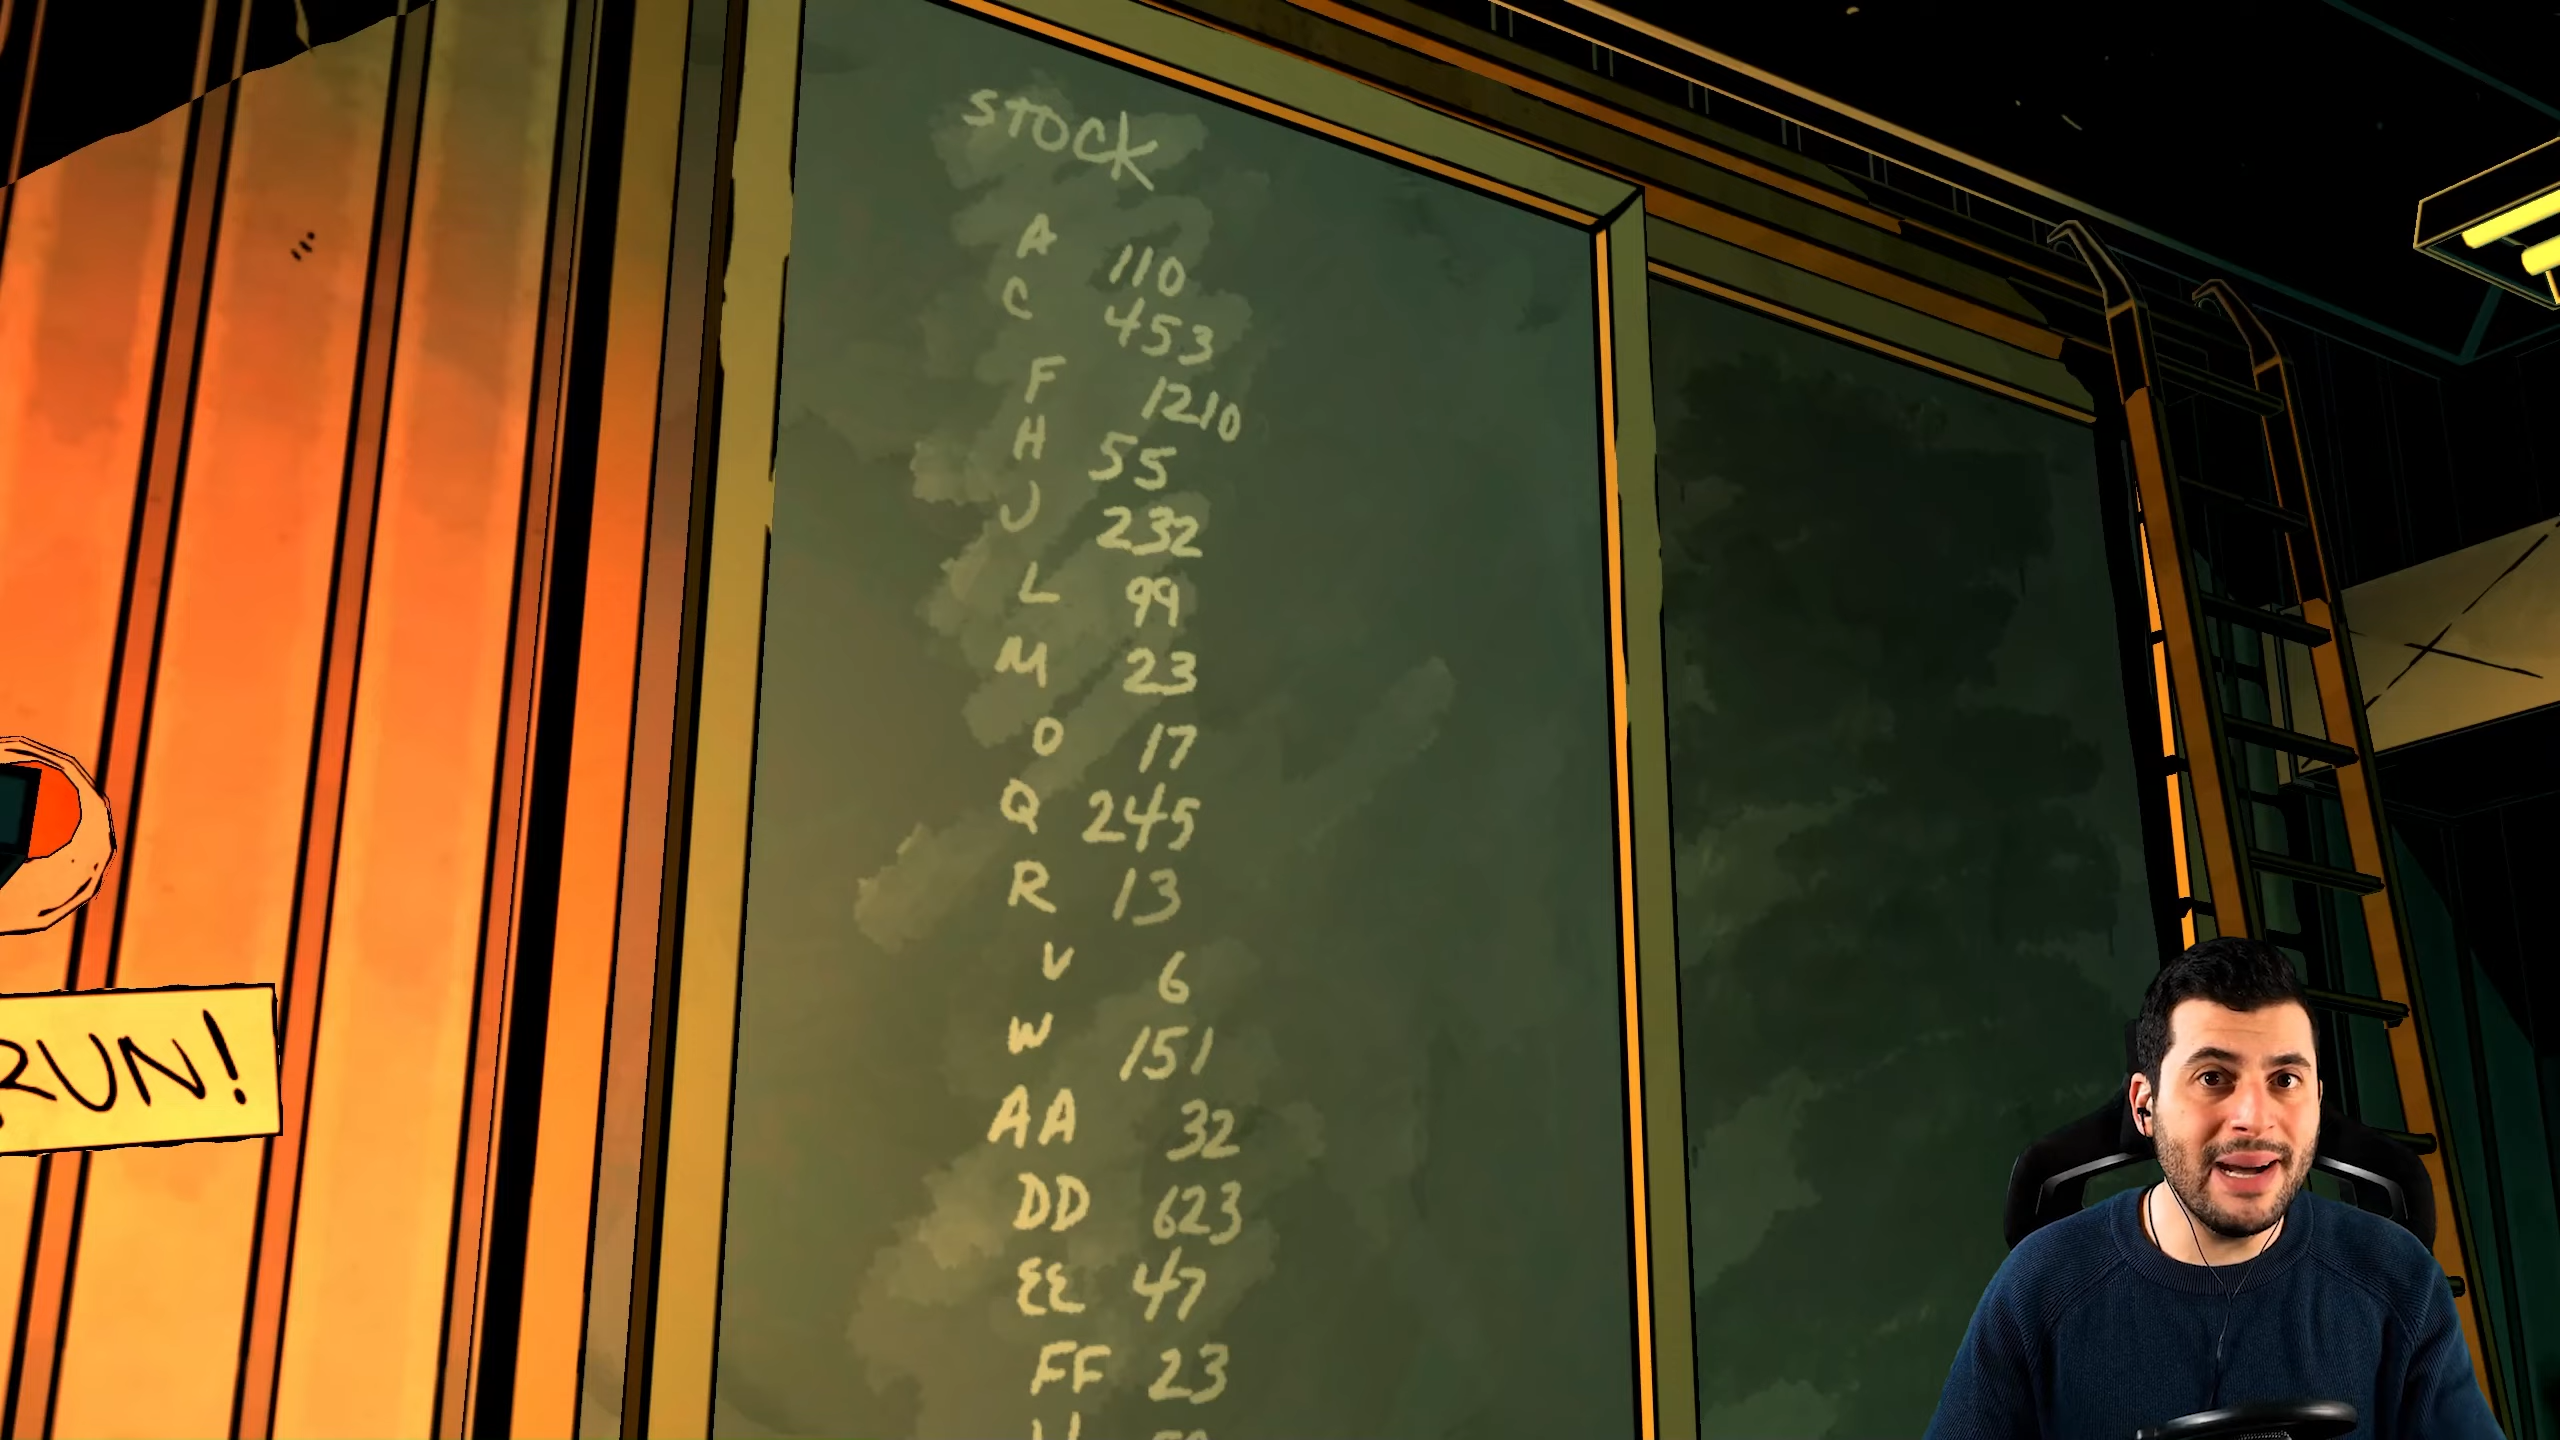 STOCK
A 110
C 453
F 1210
H 55
J 232
L 99
M 23
O 17
Q 245
R 13
V 6
W 151
AA 32
DD 623
EE 47
FF 23
RUN!